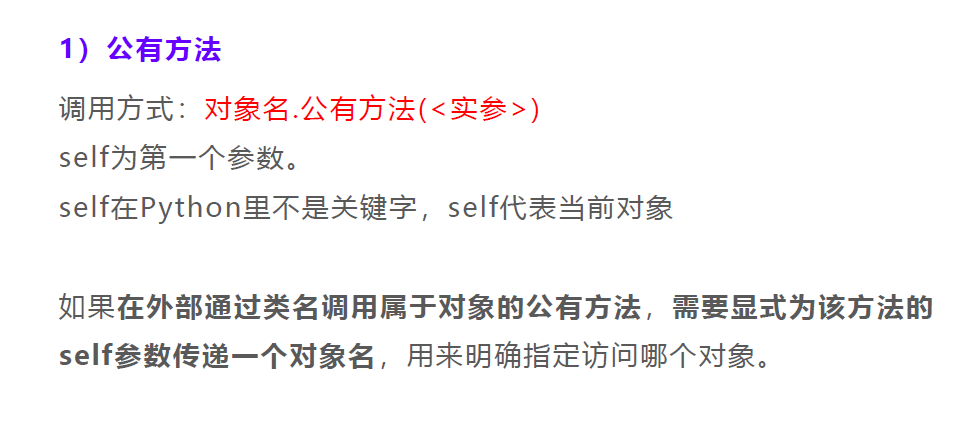 1）公有方法
调用方式：对象名.公有方法(<实参>)
self为第一个参数。
self在Python里不是关键字，self代表当前对象
如果在外部通过类名调用属于对象的公有方法，需要显式为该方法的
self参数传递一个对象名，用来明确指定访问哪个对象。